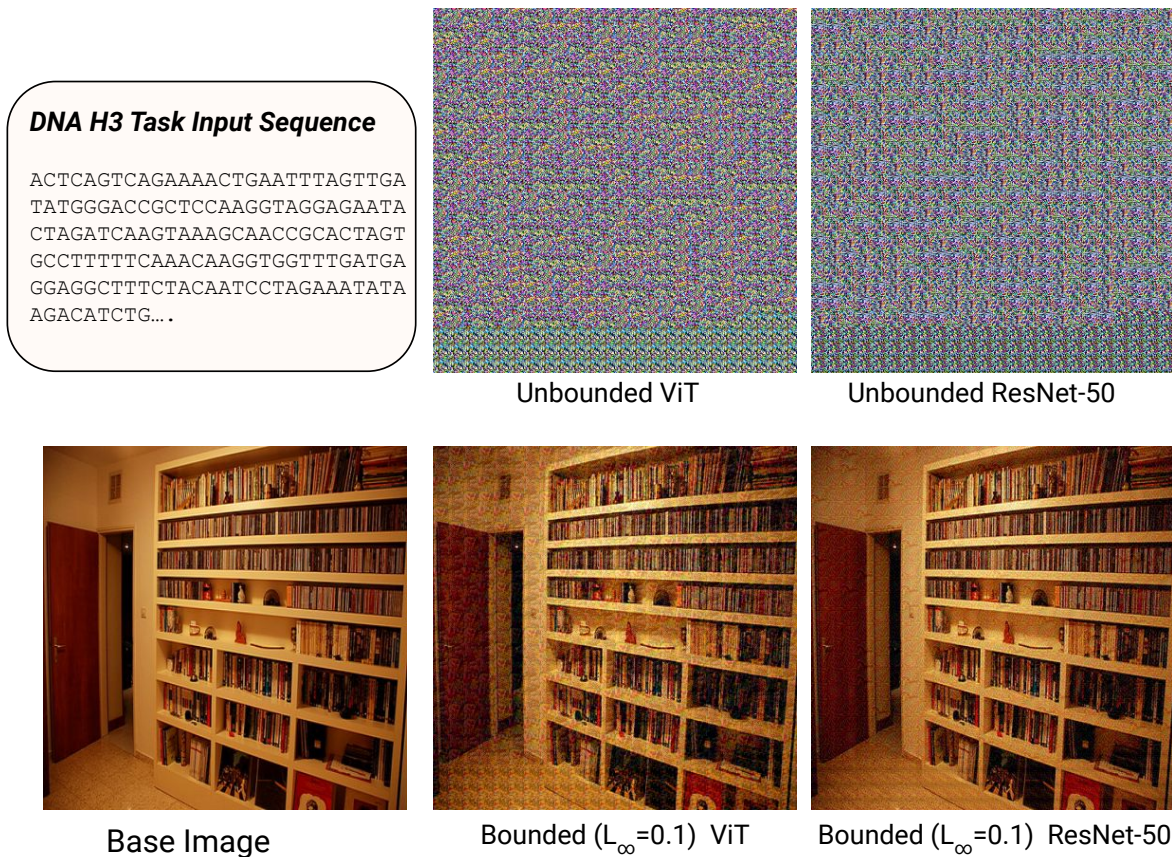 DNA H3 Task Input Sequence
ACTCAGTCAGAAAACTGAATTTAGTTGA
TATGGGACCGCTCCAAGGTAGGAGAATA
CTAGATCAAGTAAAGCAACCGCACTAGT
GCCTTTTTCAAACAAGGTGGTTTGATGA
GGAGGCTTTCTACAATCCTAGAAATATA
AGACATCTG….
Unbounded ViT
Unbounded ResNet-50
Base Image
Bounded (L∞=0.1) ViT
Bounded (L∞=0.1) ResNet-50